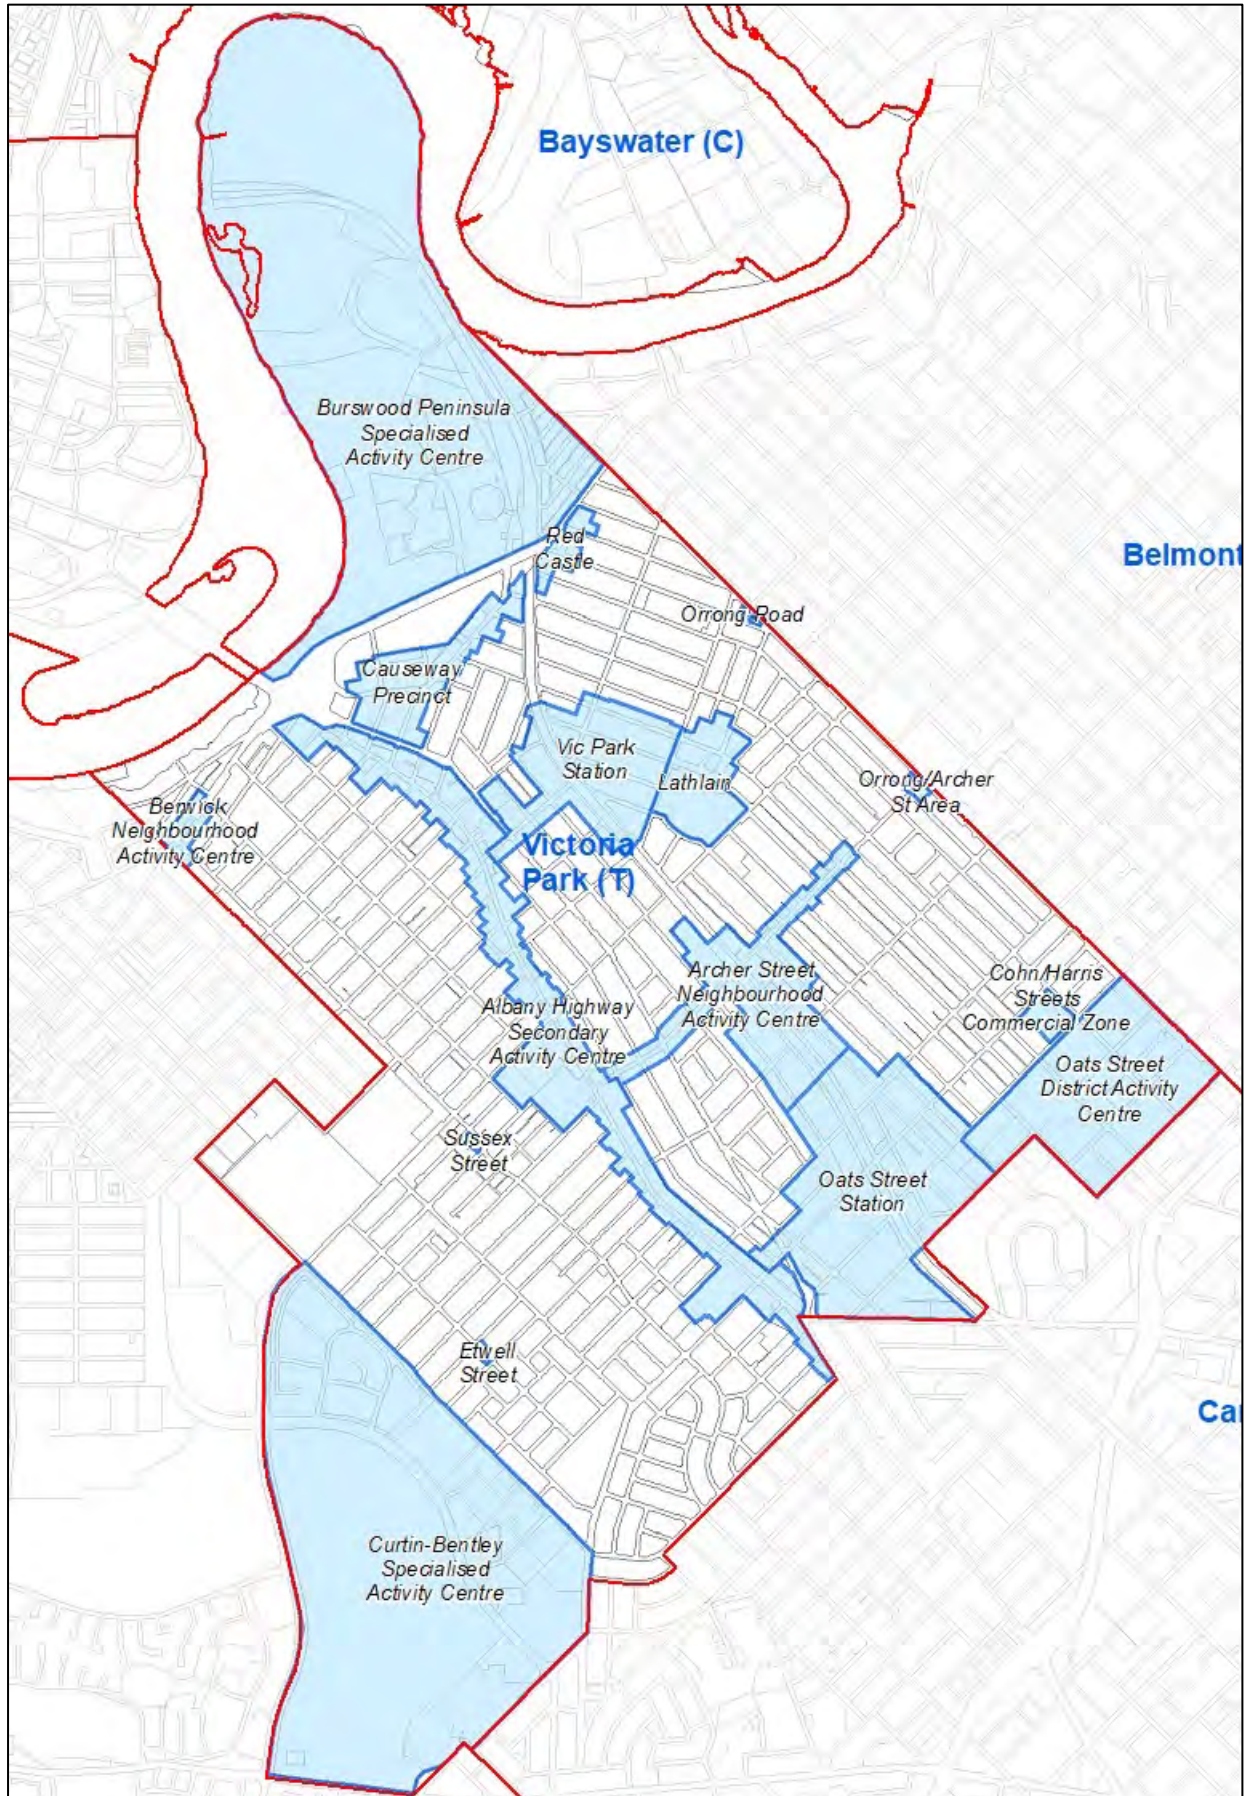 Bayswater (C)
Burswood Peninsula
Specialised
Activity Centre
Red
Castle
Belmont
Orrong Road
Causeway
Precinct
Vic Park
Station
Lathlain
Orrong/Archer
St Area
Berwick
Neighbourhood
Activity Centre
Victoria
Park (T)
Archer Street
Neighbourhood
Activity Centre
Cohn/Harris
Streets
Commercial Zone
Albany Highway
Secondary
Activity Centre
Oats Street
District Activity
Centre
Sussex
Street
Oats Street
Station
Etwell
Street
Ca
Curtin-Bentley
Specialised
Activity Centre